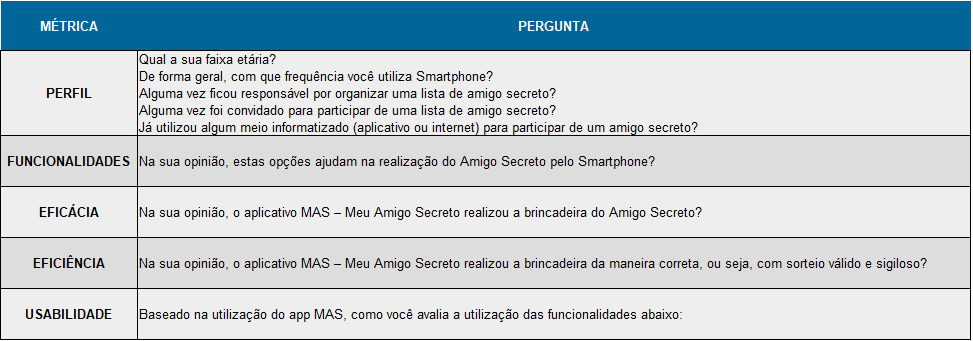 MÉTRICA PERGUNTA
PERFIL
Qual a sua faixa etária?
De forma geral, com que frequência você utiliza Smartphone?
Alguma vez ficou responsável por organizar uma lista de amigo secreto?
Alguma vez foi convidado para participar de uma lista de amigo secreto?
Já utilizou algum meio informatizado (aplicativo ou internet) para participar de um amigo secreto?
FUNCIONALIDADES Na sua opinião, estas opções ajudam na realização do Amigo Secreto pelo Smartphone?
EFICÁCIA Na sua opinião, o aplicativo MAS – Meu Amigo Secreto realizou a brincadeira do Amigo Secreto?
EFICIÊNCIA Na sua opinião, o aplicativo MAS – Meu Amigo Secreto realizou a brincadeira da maneira correta, ou seja, com sorteio válido e sigiloso?
USABILIDADE Baseado na utilização do app MAS, como você avalia a utilização das funcionalidades abaixo: